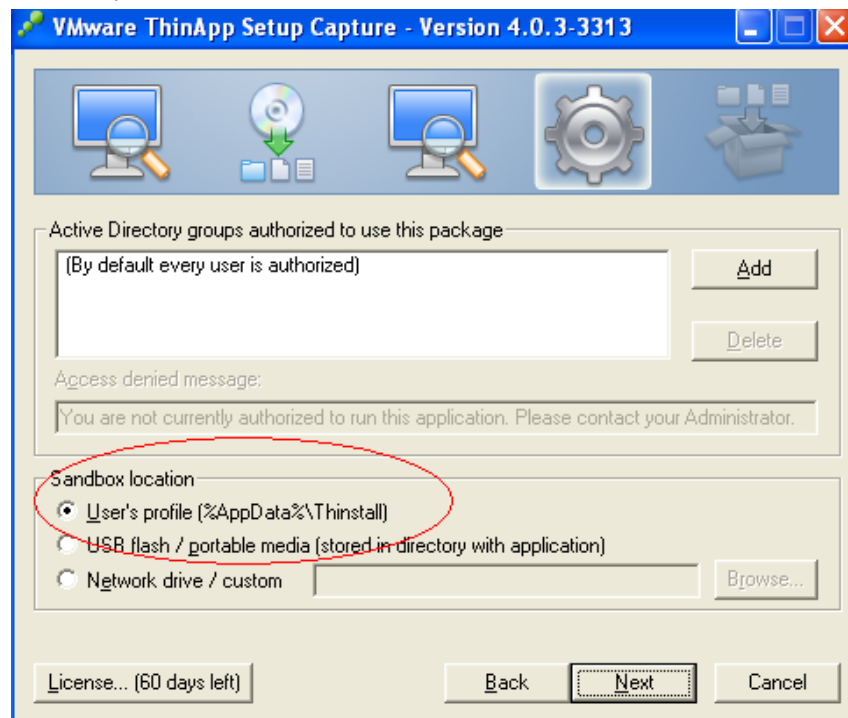 VMware ThinApp Setup Capture - Version 4.0.3-3313
Active Directory groups authorized to use this package
(By default every user is authorized)
Add
Delete
Access denied message:
You are not currently authorized to run this application. Please contact your Administrator.
Sandbox location
User's profile (%AppData%\Thinstall)
USB flash / portable media (stored in directory with application)
Network drive / custom
Browse...
License... (60 days left)
Back
Next
Cancel